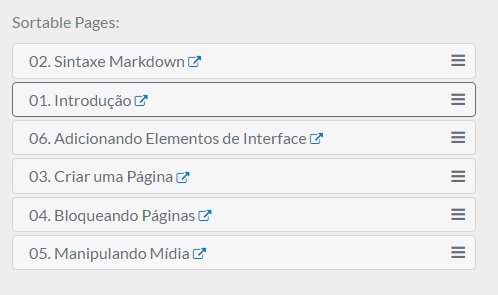 Sortable Pages:
02. Sintaxe Markdown
01. Introdução
06. Adicionando Elementos de Interface
03. Criar uma Página
04. Bloqueando Páginas
05. Manipulando Mídia